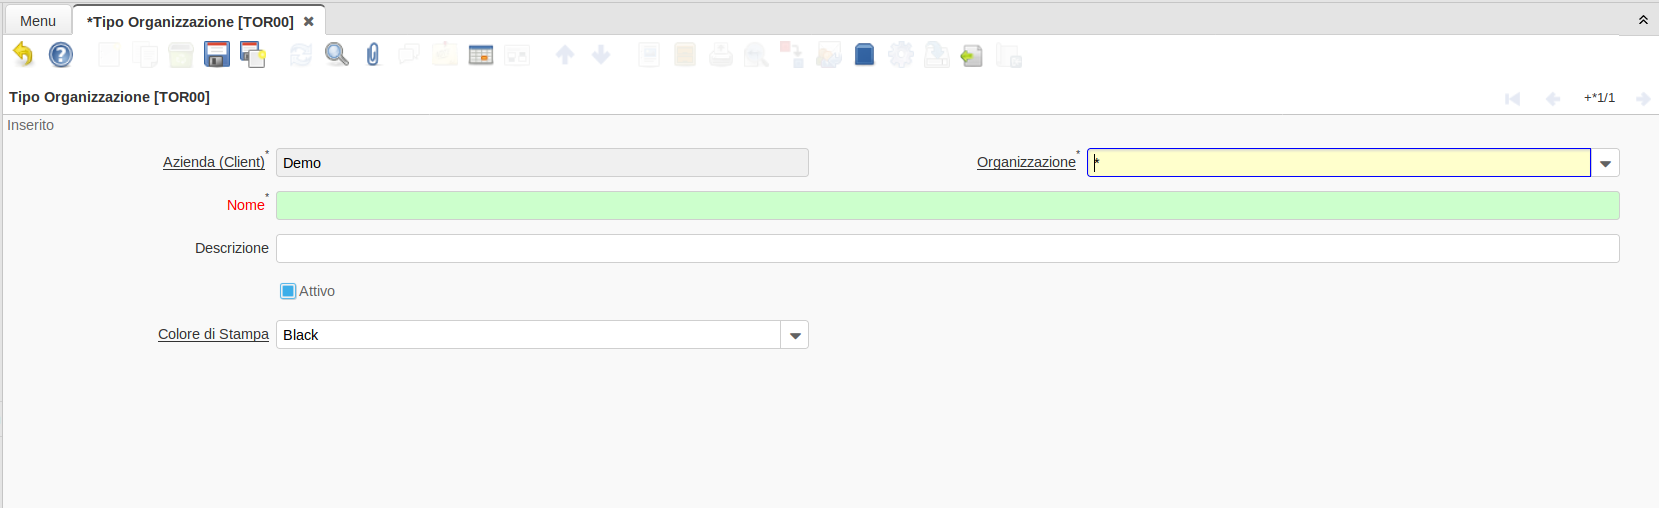 Menu
*Tipo Organizzazione [TOR00]
Tipo Organizzazione [TOR00]
+*1/1
Inserito
Azienda (Client)* Demo Organizzazione* *
Nome*
Descrizione
Attivo
Colore di Stampa Black